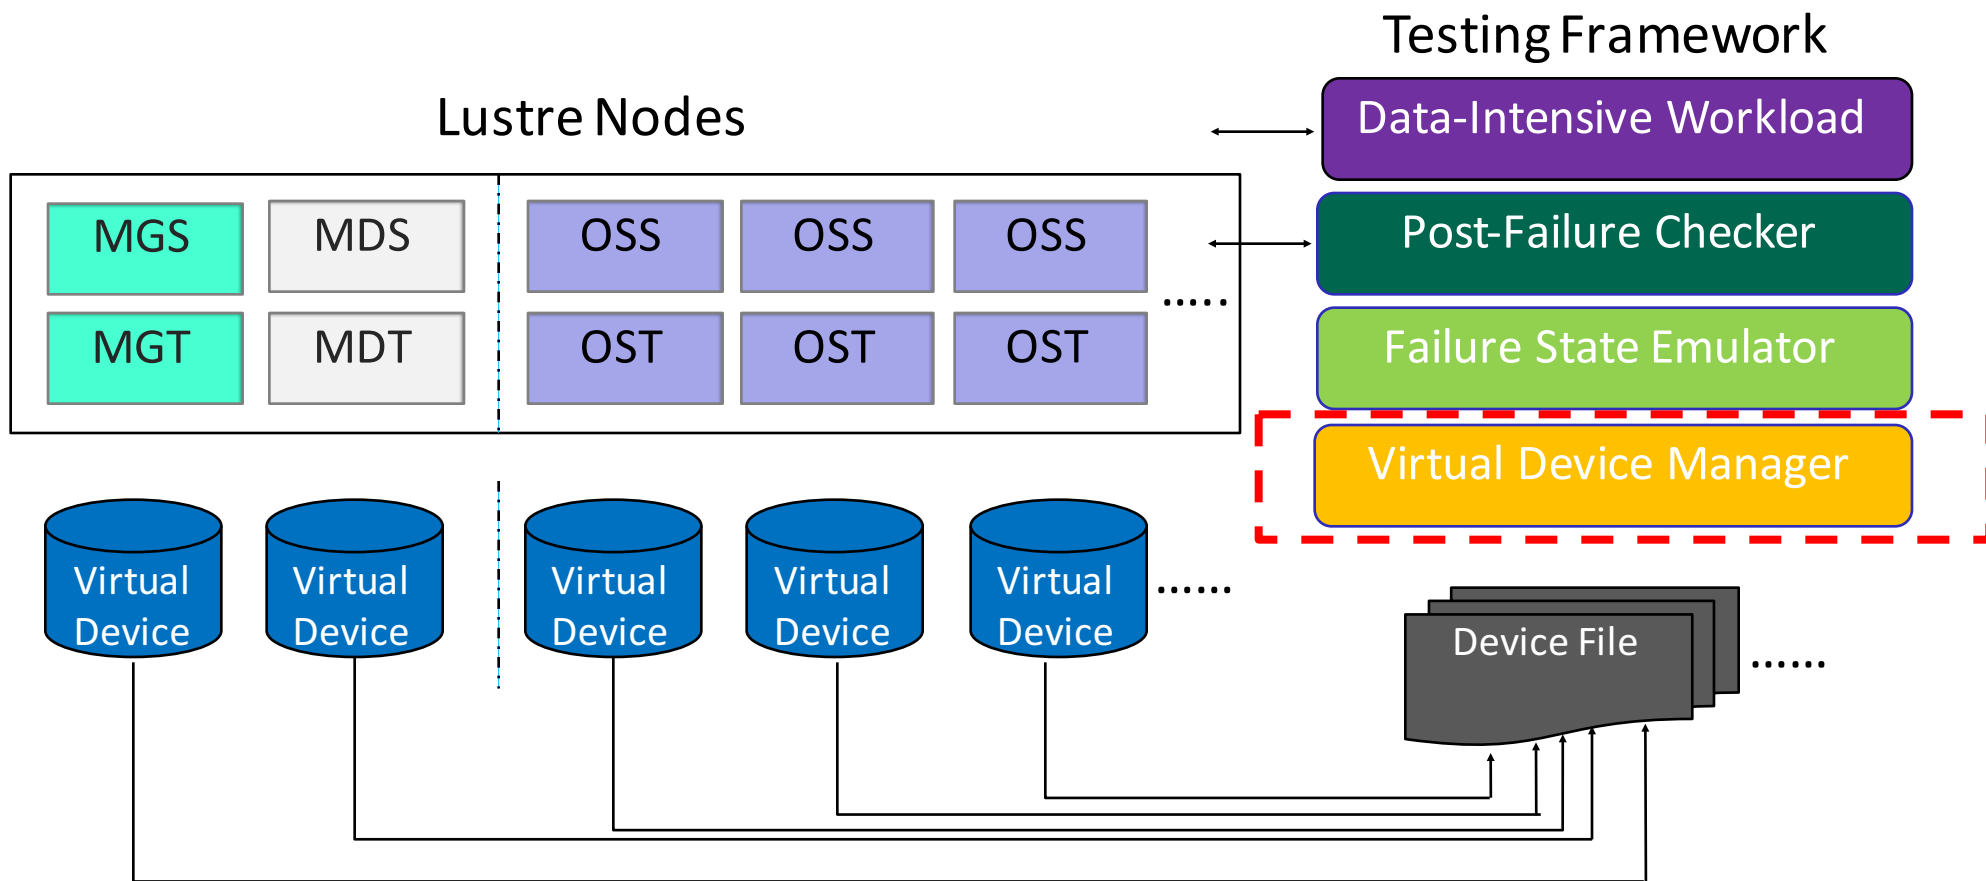 Testing Framework
Lustre Nodes
Data-Intensive Workload
Post-Failure Checker
Failure State Emulator
Virtual Device Manager
MGS MDS OSS OSS OSS
......
MGT MDT OST OST OST
Virtual Virtual Virtual Virtual Virtual
Device Device Device Device Device
......
Device File
......